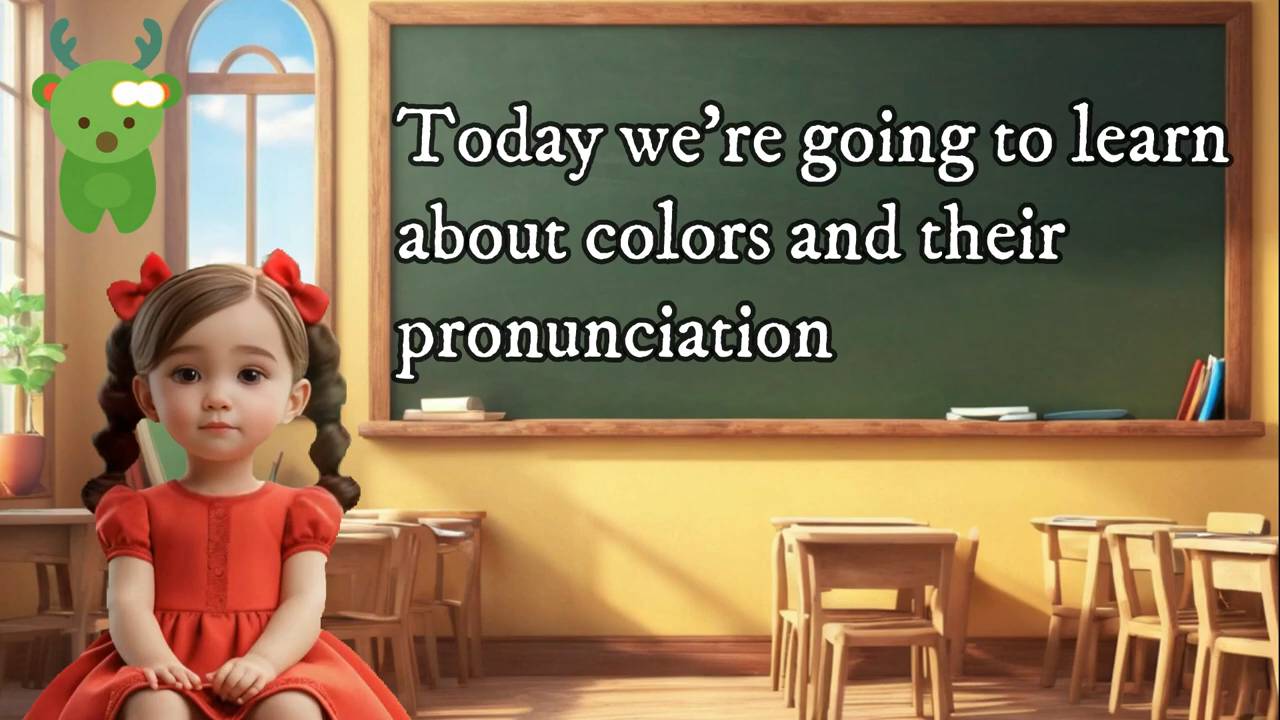 Today we're going to learn
about colors and their
pronunciation